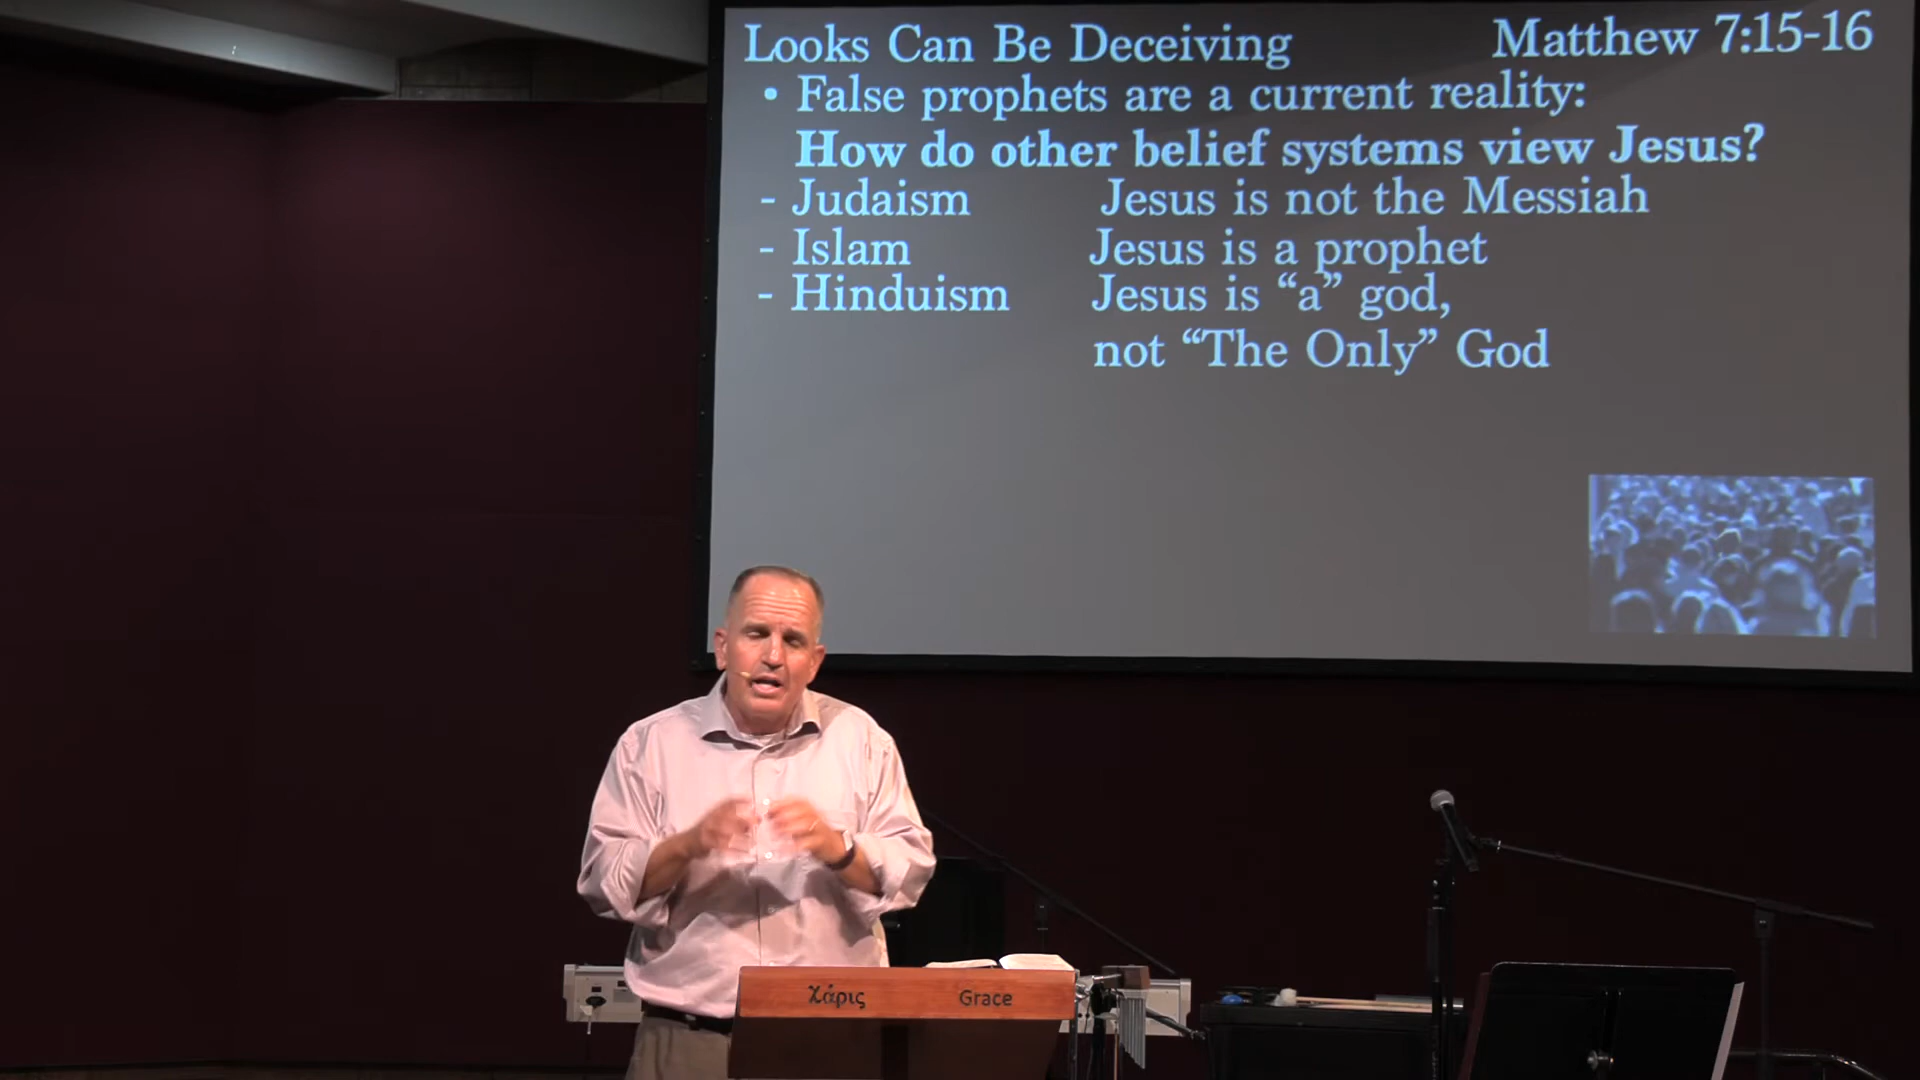 Looks Can Be Deceiving Matthew 7:15-16
• False prophets are a current reality:
How do other belief systems view Jesus?
- Judaism Jesus is not the Messiah
- Islam Jesus is a prophet
- Hinduism Jesus is “a” god,
not “The Only” God
Χάρις Grace